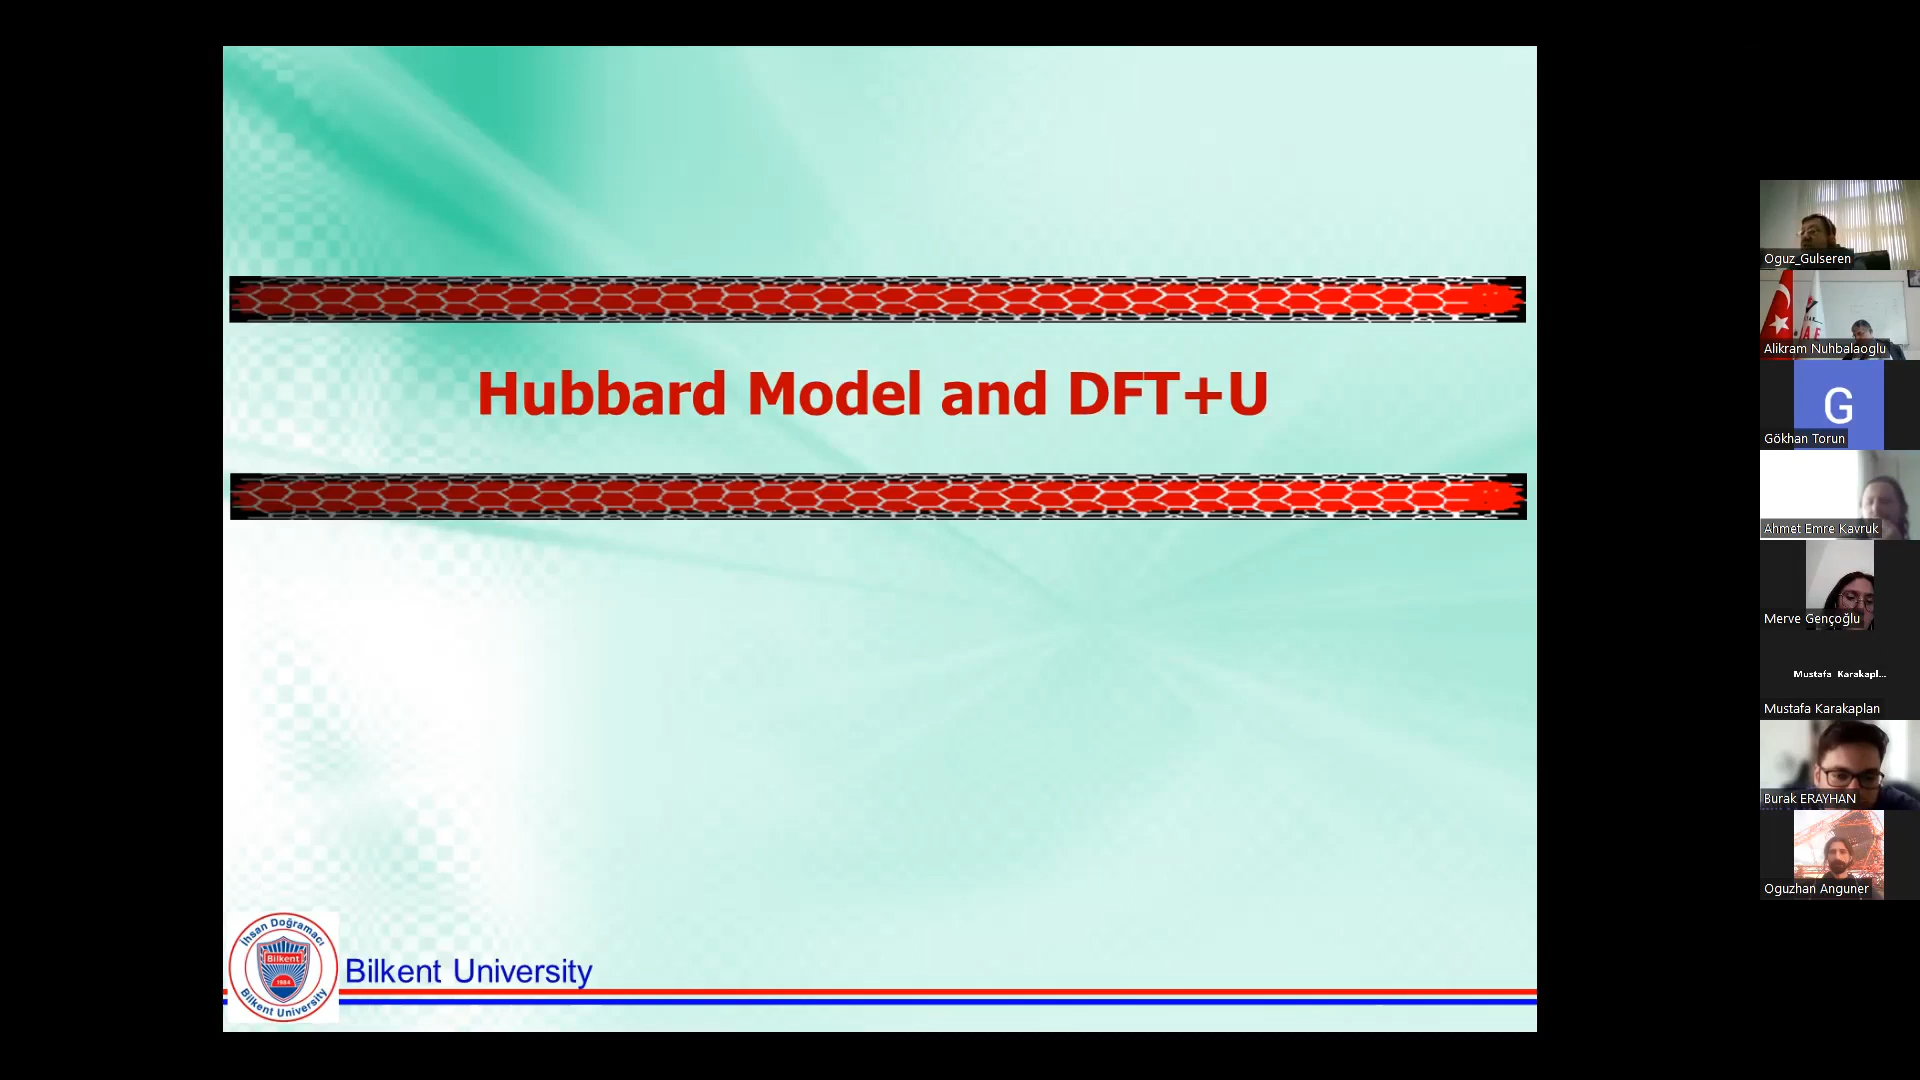 Hubbard Model and DFT+U
İhsan Doğramacı
Bilkent
1984
Bilkent University
Bilkent University
Oguz_Gulseren
Alikram Nuhbalaoglu
G
Gökhan Torun
Ahmet Emre Kavruk
Merve Gençoğlu
Mustafa Karakapl...
Mustafa Karakaplan
Burak ERAYHAN
Oguzhan Anguner